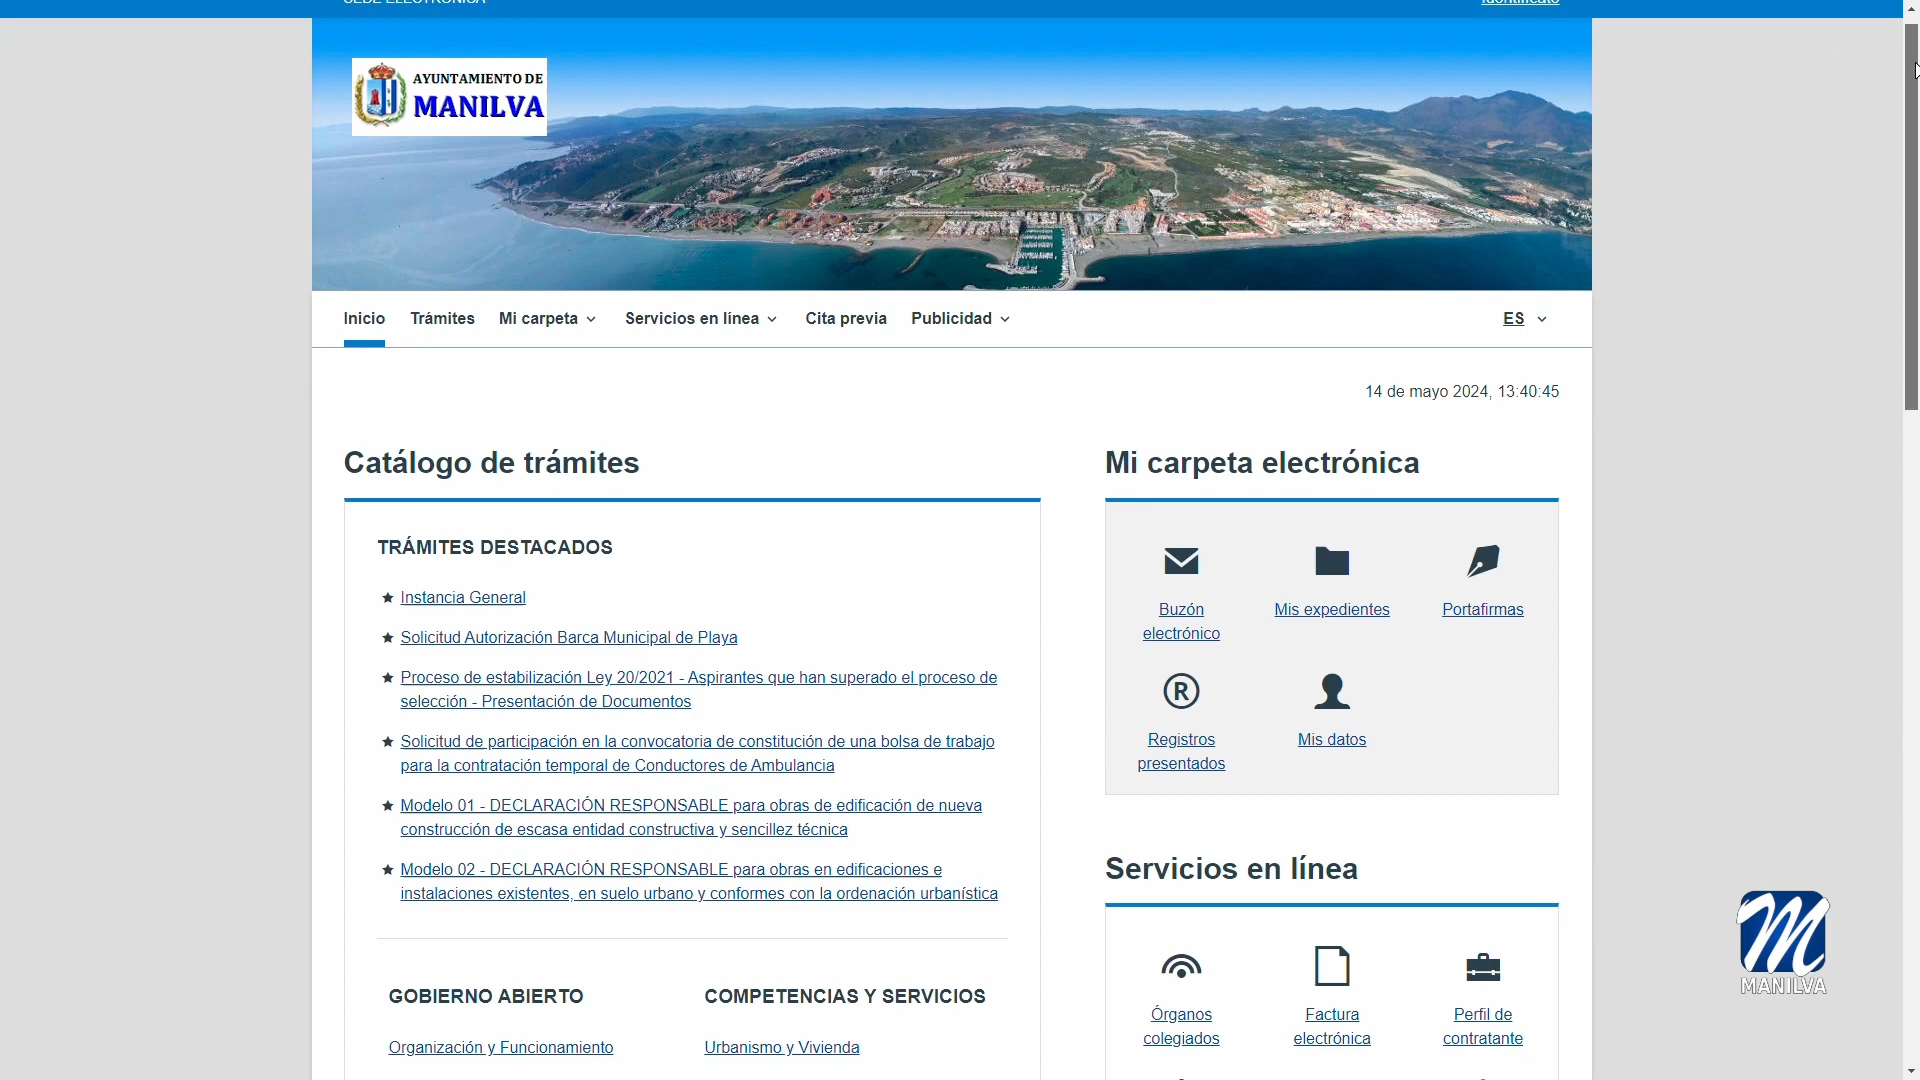 SEDE ELECTRÓNICA
Identifícate
AYUNTAMIENTO DE
MANILVA
Inicio
Trámites
Mi carpeta
Servicios en línea
Cita previa
Publicidad
ES
14 de mayo 2024, 13:40:45
Catálogo de trámites
TRÁMITES DESTACADOS
Instancia General
Solicitud Autorización Barca Municipal de Playa
Proceso de estabilización Ley 20/2021 - Aspirantes que han superado el proceso de
selección - Presentación de Documentos
Solicitud de participación en la convocatoria de constitución de una bolsa de trabajo
para la contratación temporal de Conductores de Ambulancia
Modelo 01 - DECLARACIÓN RESPONSABLE para obras de edificación de nueva
construcción de escasa entidad constructiva y sencillez técnica
Modelo 02 - DECLARACIÓN RESPONSABLE para obras en edificaciones e
instalaciones existentes, en suelo urbano y conformes con la ordenación urbanística
GOBIERNO ABIERTO
Organización y Funcionamiento
COMPETENCIAS Y SERVICIOS
Urbanismo y Vivienda
Mi carpeta electrónica
Buzón
electrónico
Mis expedientes
Portafirmas
R
Registros
presentados
Mis datos
Servicios en línea
Órganos
colegiados
Factura
electrónica
Perfil de
contratante
M
MANILVA